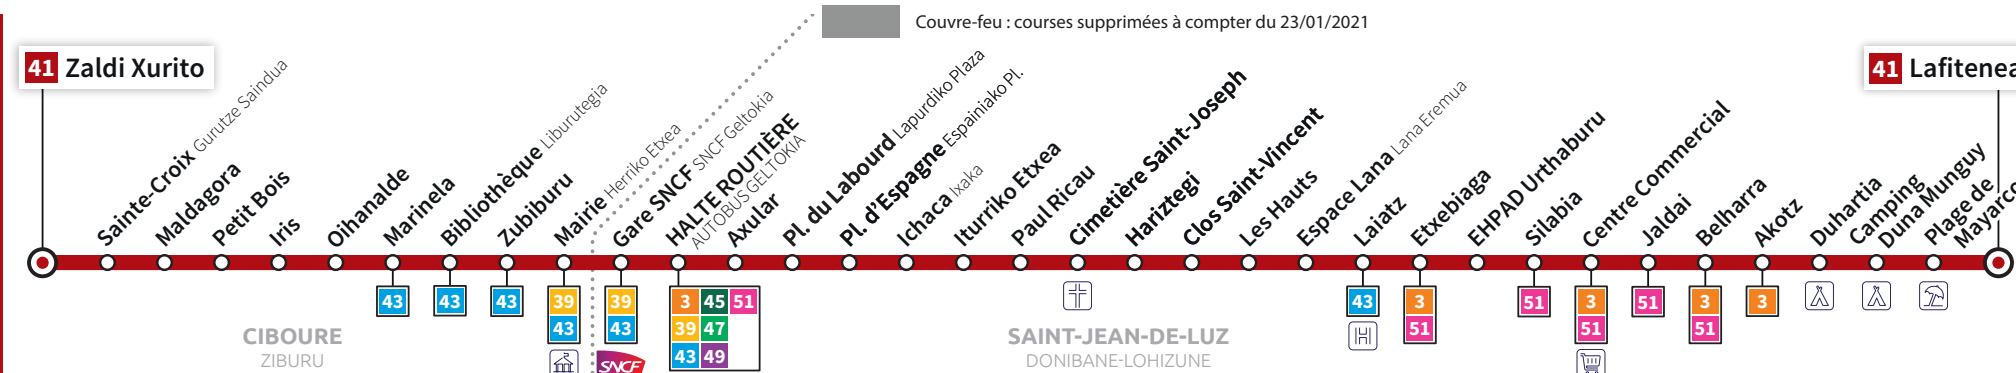 Couvre-feu : courses supprimées à compter du 23/01/2021
41 Zaldi Xurito
Sainte-Croix Gurutze Saindua
Maldagora
Petit Bois
Iris
Oihanalde
Marinela
Bibliothèque Liburutegia
Zubiburu
Mairie Herriko Etxea
Gare SNCF SNCF Geltokia
HALTE ROUTIÈRE
AUTOBUS GELTOKIA
Axular
Pl. du Labourd Lapurdiko Plaza
Pl. d'Espagne Espainiako Pl.
Ichaca Ixaka
Iturriko Etxea
Paul Ricau
Cimetière Saint-Joseph
Hariztegi
Clos Saint-Vincent
Les Hauts
Espace Lana Lana Eremua
Laiatz
Etxebiaga
EHPAD Urthaburu
Silabia
Centre Commercial
Jaldai
Belharra
Akotz
Duhartia
Camping
Duna Munguy
Plage de
Mayarco
41 Lafitenea
43
43
43
39
43
39
43
3 45 51
39 47
43 49
43
3
51
51
3
51
51
3
51
3
SNCF
CIBOURE
ZIBURU
SAINT-JEAN-DE-LUZ
DONIBANE-LOHIZUNE